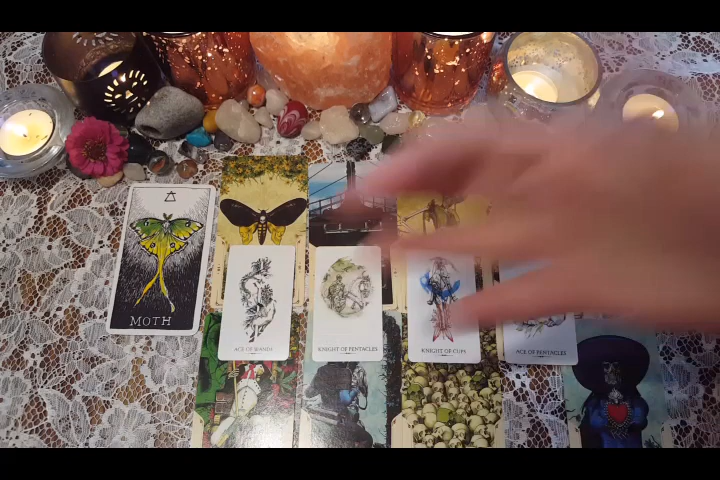 MOTH
ACE OF WANDS
KNIGHT OF PENTACLES
KNIGHT OF CUPS
ACE OF PENTACLES